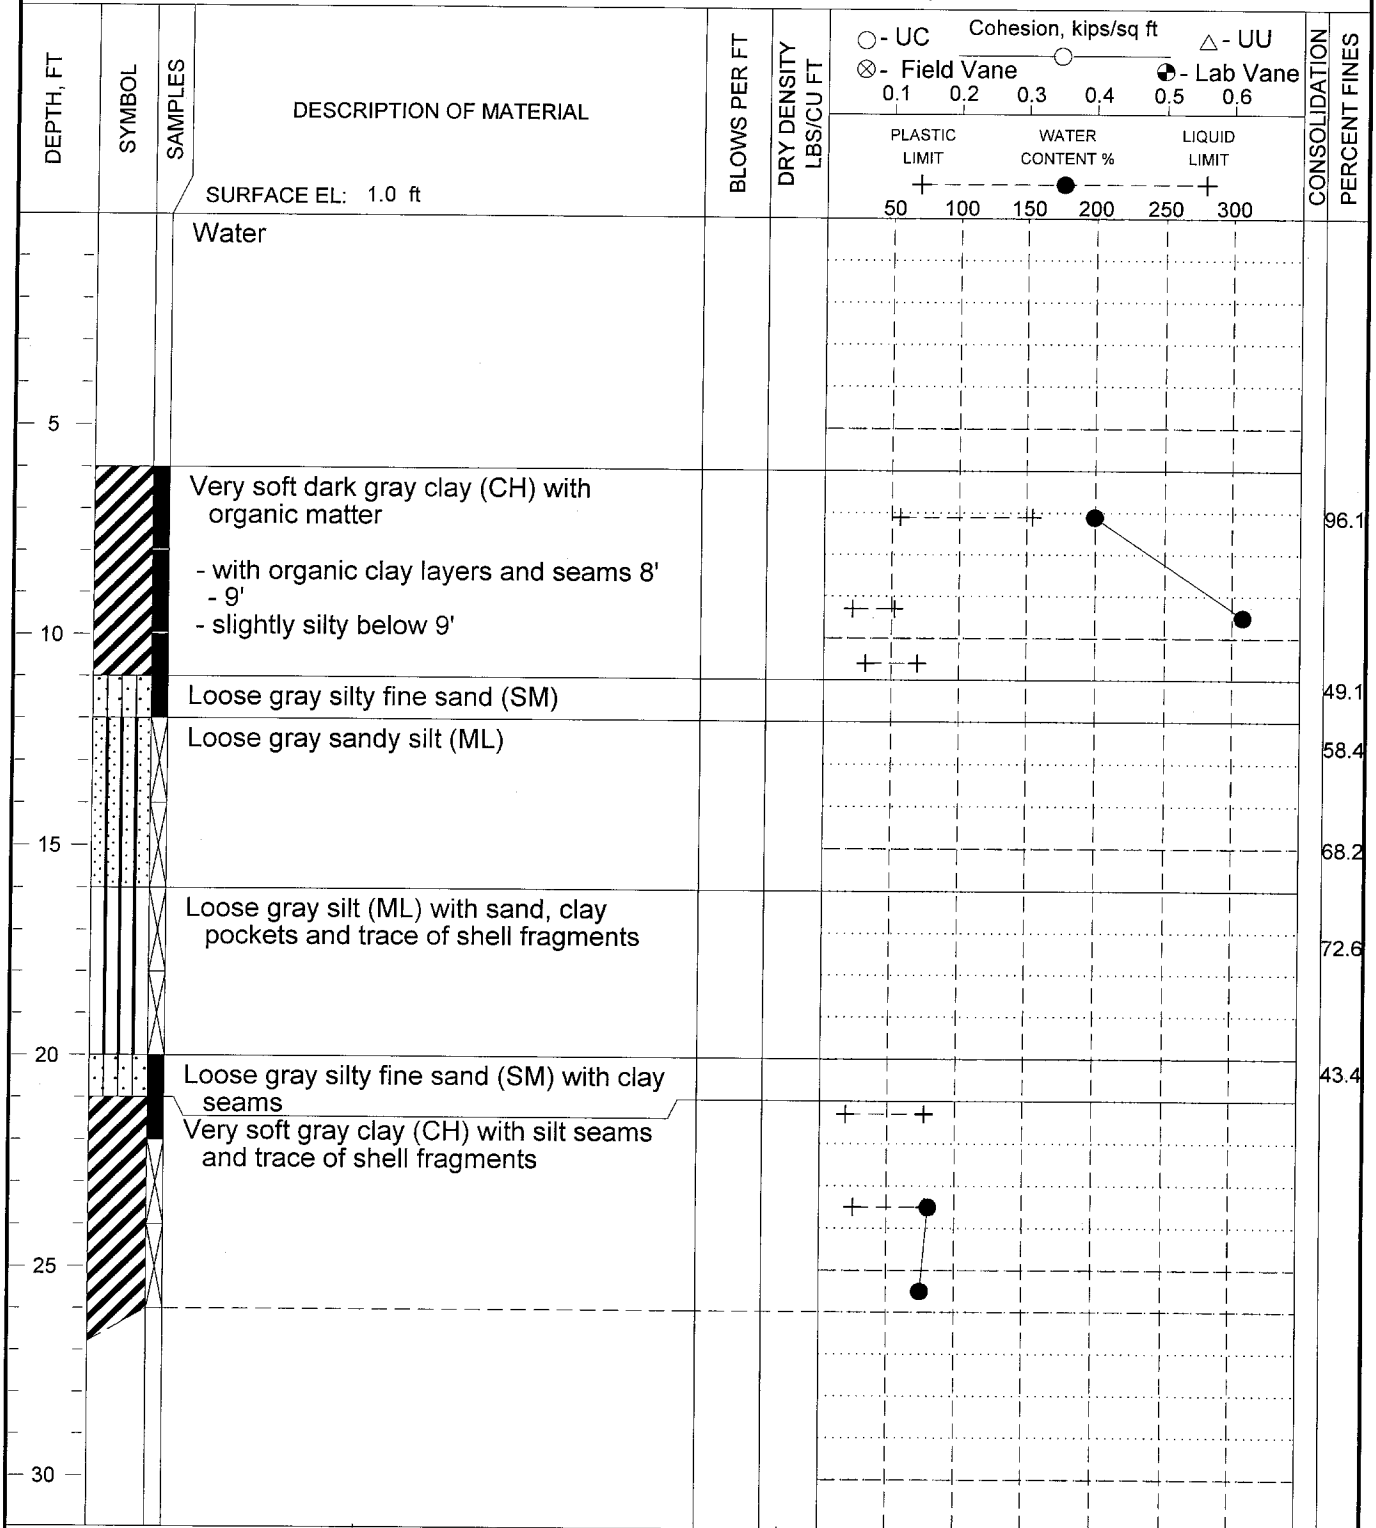 DEPTH, FT
SYMBOL
SAMPLES
DESCRIPTION OF MATERIAL
SURFACE EL: 1.0 ft
BLOWS PER FT
DRY DENSITY
LBS/CU FT
Cohesion, kips/sq ft
- UC
- UU
- Field Vane
- Lab Vane
0.1 0.2 0.3 0.4 0.5 0.6
PLASTIC
LIMIT
WATER
CONTENT %
LIQUID
LIMIT
50 100 150 200 250 300
CONSOLIDATION
PERCENT FINES
Water
5
Very soft dark gray clay (CH) with
organic matter
96.1
- with organic clay layers and seams 8'
- 9'
- slightly silty below 9'
10
Loose gray silty fine sand (SM)
49.1
Loose gray sandy silt (ML)
58.4
15
68.2
Loose gray silt (ML) with sand, clay
pockets and trace of shell fragments
72.6
20
Loose gray silty fine sand (SM) with clay
seams
43.4
Very soft gray clay (CH) with silt seams
and trace of shell fragments
25
30